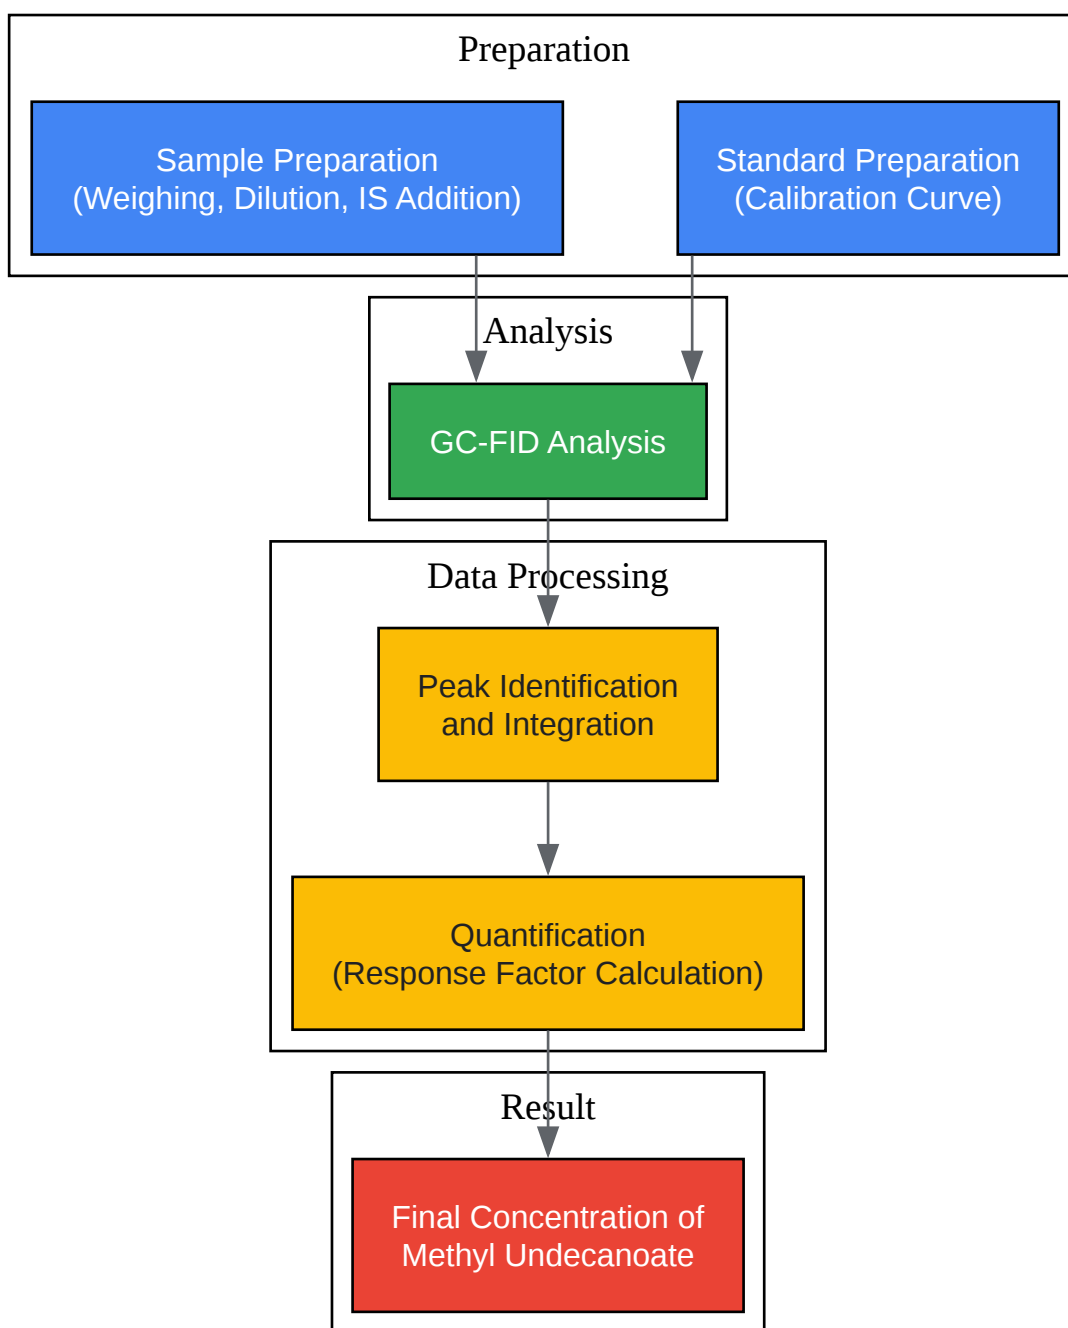 Preparation
Sample Preparation
(Weighing, Dilution, IS Addition)
Standard Preparation
(Calibration Curve)
Analysis
GC-FID Analysis
Data Processing
Peak Identification
and Integration
Quantification
(Response Factor Calculation)
Result
Final Concentration of
Methyl Undecanoate